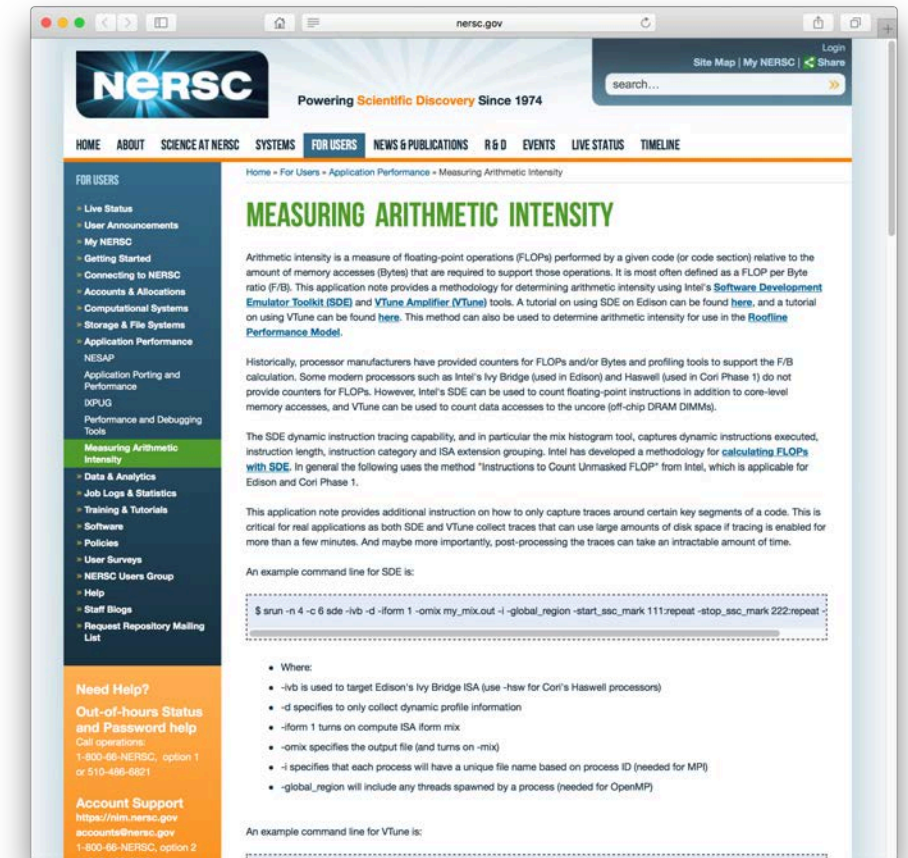 nersc.gov
Login
Site Map | My NERSC | Share
NERSC
search...
Powering Scientific Discovery Since 1974
HOME ABOUT SCIENCE AT NERSC SYSTEMS FOR USERS NEWS & PUBLICATIONS R & D EVENTS LIVE STATUS TIMELINE
FOR USERS
» Live Status
» User Announcements
» My NERSC
» Getting Started
» Connecting to NERSC
» Accounts & Allocations
» Computational Systems
» Storage & File Systems
» Application Performance
NESAP
Application Porting and
Performance
IXPUG
Performance and Debugging
Tools
Measuring Arithmetic
Intensity
» Data & Analytics
» Job Logs & Statistics
» Training & Tutorials
» Software
» Policies
» User Surveys
» NERSC Users Group
» Help
» Staff Blogs
» Request Repository Mailing
List
Need Help?
Out-of-hours Status
and Password help
Call operations:
1-800-66-NERSC, option 1
or 510-486-6821
Account Support
https://nim.nersc.gov
accounts@nersc.gov
1-800-66-NERSC, option 2
Home » For Users » Application Performance » Measuring Arithmetic Intensity
MEASURING ARITHMETIC INTENSITY
Arithmetic intensity is a measure of floating-point operations (FLOPs) performed by a given code (or code section) relative to the
amount of memory accesses (Bytes) that are required to support those operations. It is most often defined as a FLOP per Byte
ratio (F/B). This application note provides a methodology for determining arithmetic intensity using Intel's Software Development
Emulator Toolkit (SDE) and VTune Amplifier (VTune) tools. A tutorial on using SDE on Edison can be found here, and a tutorial
on using VTune can be found here. This method can also be used to determine arithmetic intensity for use in the Roofline
Performance Model.
Historically, processor manufacturers have provided counters for FLOPs and/or Bytes and profiling tools to support the F/B
calculation. Some modern processors such as Intel's Ivy Bridge (used in Edison) and Haswell (used in Cori Phase 1) do not
provide counters for FLOPs. However, Intel's SDE can be used to count floating-point instructions in addition to core-level
memory accesses, and VTune can be used to count data accesses to the uncore (off-chip DRAM DIMMs).
The SDE dynamic instruction tracing capability, and in particular the mix histogram tool, captures dynamic instructions executed,
instruction length, instruction category and ISA extension grouping. Intel has developed a methodology for calculating FLOPs
with SDE. In general the following uses the method "Instructions to Count Unmasked FLOP" from Intel, which is applicable for
Edison and Cori Phase 1.
This application note provides additional instruction on how to only capture traces around certain key segments of a code. This is
critical for real applications as both SDE and VTune collect traces that can use large amounts of disk space if tracing is enabled for
more than a few minutes. And maybe more importantly, post-processing the traces can take an intractable amount of time.
An example command line for SDE is:
$ srun -n 4 -c 6 sde -ivb -d -iform 1 -omix my_mix.out -i -global_region -start_ssc_mark 111:repeat -stop_ssc_mark 222:repeat -
• Where:
• -ivb is used to target Edison's Ivy Bridge ISA (use -hsw for Cori's Haswell processors)
• -d specifies to only collect dynamic profile information
• -iform 1 turns on compute ISA iform mix
• -omix specifies the output file (and turns on -mix)
• -i specifies that each process will have a unique file name based on process ID (needed for MPI)
• -global_region will include any threads spawned by a process (needed for OpenMP)
An example command line for VTune is: